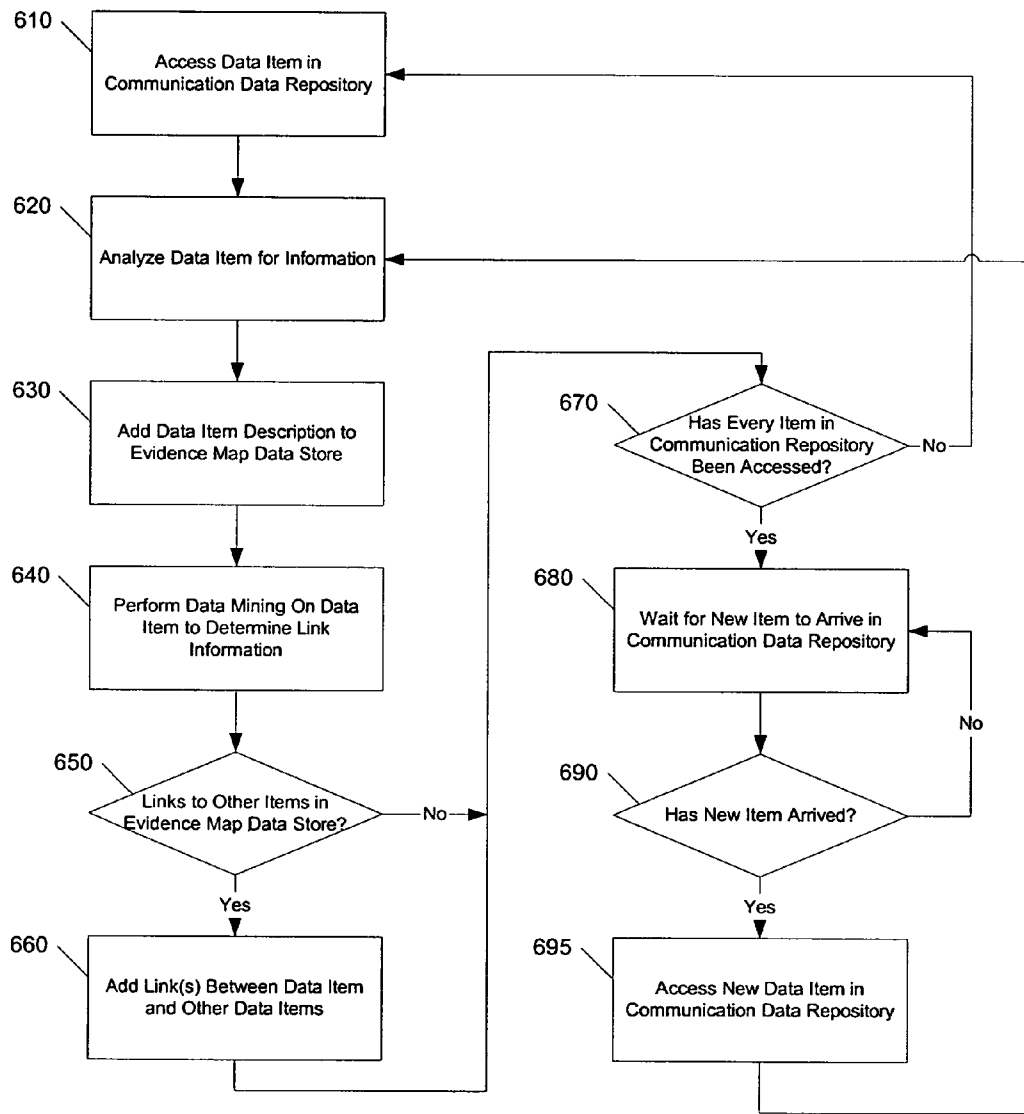 610
Access Data Item in
Communication Data Repository
620
Analyze Data Item for Information
630
Add Data Item Description to
Evidence Map Data Store
640
Perform Data Mining On Data
Item to Determine Link
Information
650
Links to Other Items in
Evidence Map Data Store?
No
Yes
660
Add Link(s) Between Data Item
and Other Data Items
670
Has Every Item in
Communication Repository
Been Accessed?
No
Yes
680
Wait for New Item to Arrive in
Communication Data Repository
No
690
Has New Item Arrived?
Yes
695
Access New Data Item in
Communication Data Repository